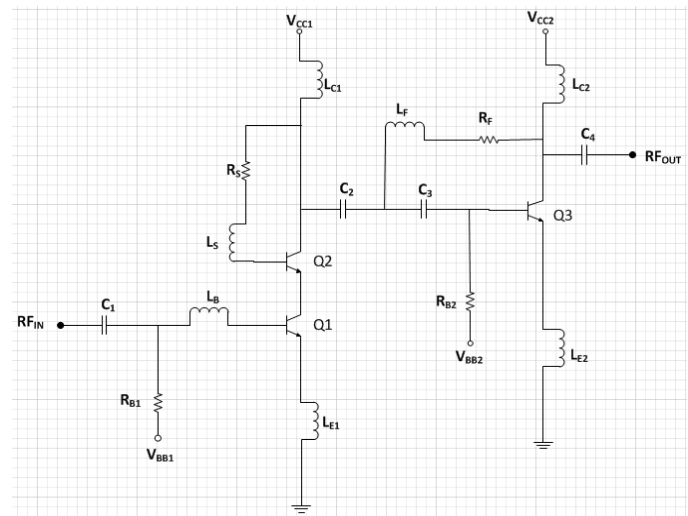 VCC1
VCC2
LC1
LC2
LF
RF
C4
RFOUT
RS
C2
C3
Q3
LS
Q2
C1
LB
RFIN
Q1
RB2
VBB2
LE2
RB1
LE1
VBB1